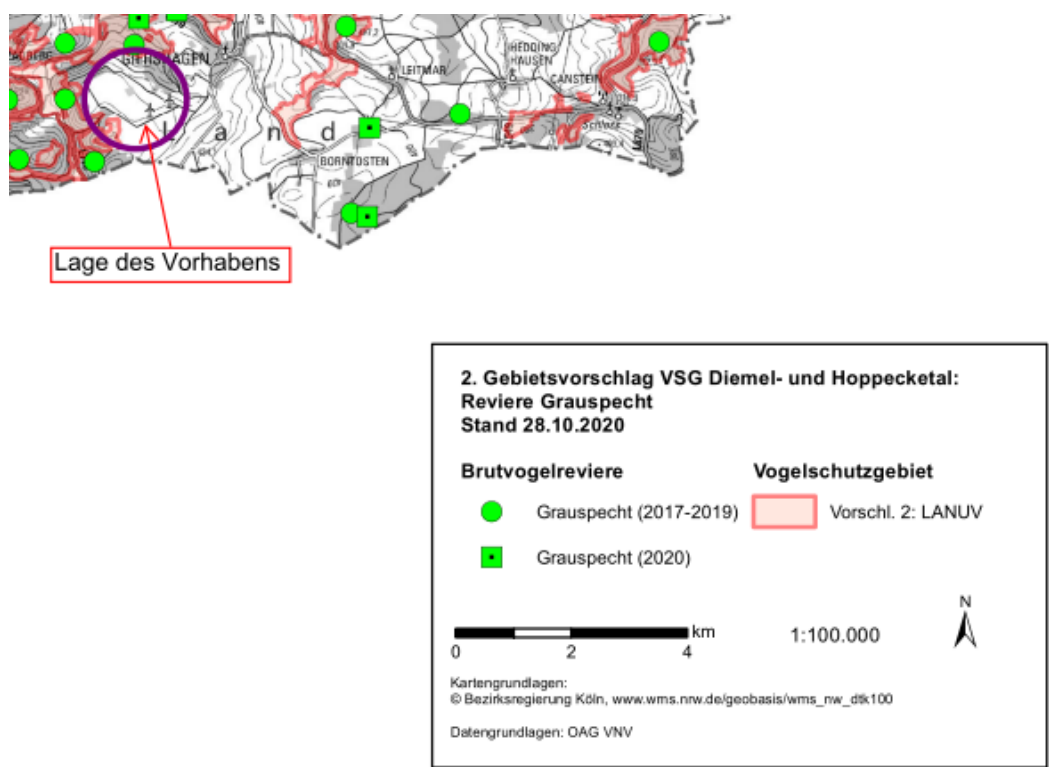 GIERSHAGEN
LEITMAR
HEDDING
HAUSEN
CANSTEIN
Schloss
L a n d
BORNTOSTEN
Lage des Vorhabens
2. Gebietsvorschlag VSG Diemel- und Hoppecketal:
Reviere Grauspecht
Stand 28.10.2020
Brutvogelreviere
Vogelschutzgebiet
Grauspecht (2017-2019)
Vorschl. 2: LANUV
Grauspecht (2020)
N
km
1:100.000
0 2 4
Kartengrundlagen:
© Bezirksregierung Köln, www.wms.nrw.de/geobasis/wms_nw_dtk100
Datengrundlagen: OAG VNV